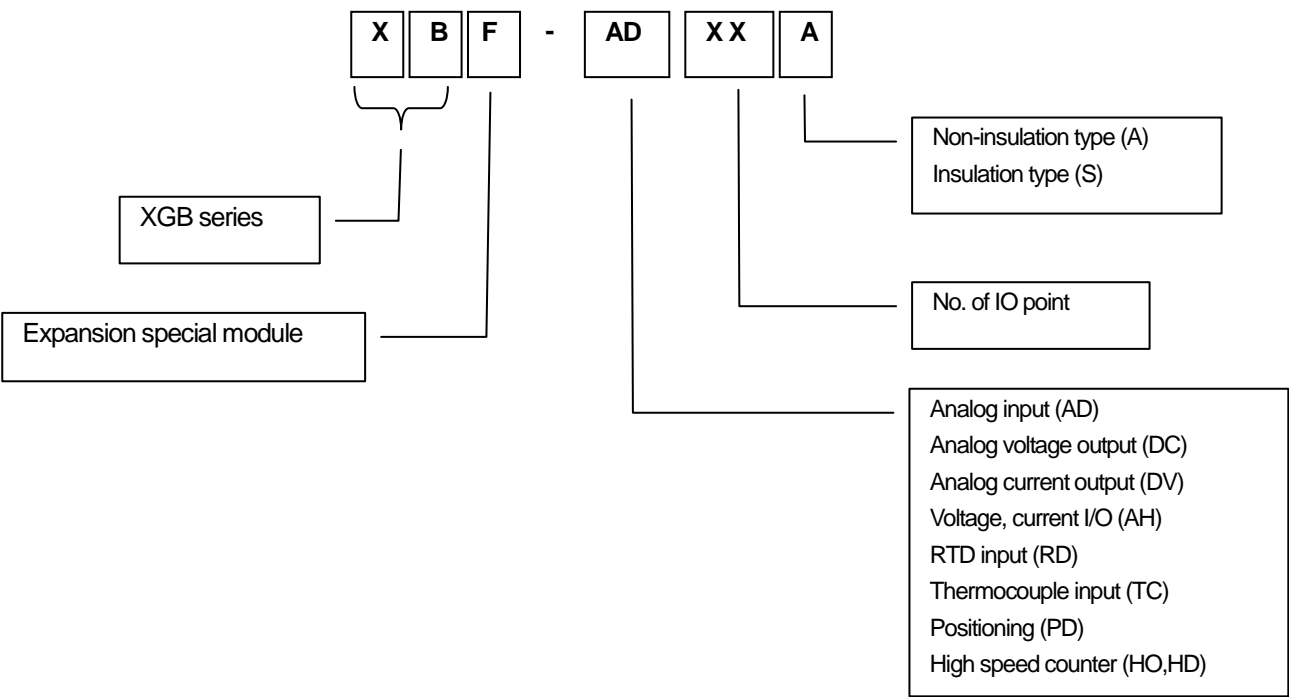 X B F - AD X X A
Non-insulation type (A)
Insulation type (S)
XGB series
No. of IO point
Expansion special module
Analog input (AD)
Analog voltage output (DC)
Analog current output (DV)
Voltage, current I/O (AH)
RTD input (RD)
Thermocouple input (TC)
Positioning (PD)
High speed counter (HO,HD)